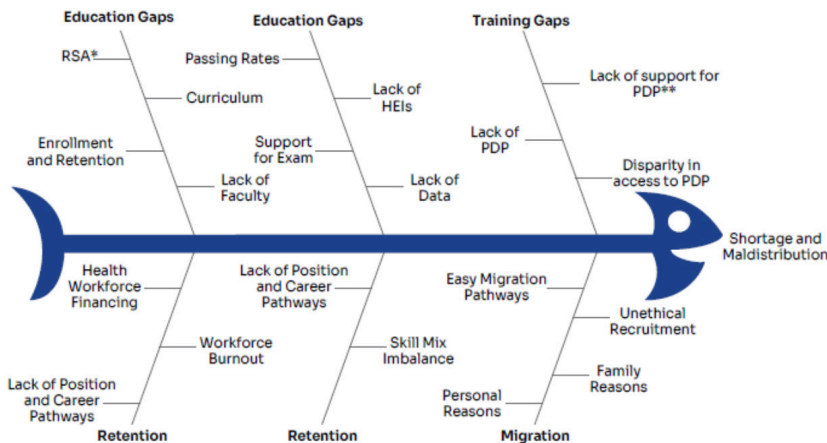 Education Gaps
Education Gaps
Training Gaps
RSA*
Passing Rates
Lack of support for
PDP**
Curriculum
Lack of
HEIs
Enrollment
and Retention
Support
for Exam
Lack of
PDP
Lack of
Faculty
Lack of
Data
Disparity in
access to PDP
Shortage and
Maldistribution
Health
Workforce
Financing
Lack of Position
and Career
Pathways
Easy Migration
Pathways
Unethical
Recruitment
Workforce
Burnout
Skill Mix
Imbalance
Family
Reasons
Lack of Position
and Career
Pathways
Personal
Reasons
Retention
Retention
Migration